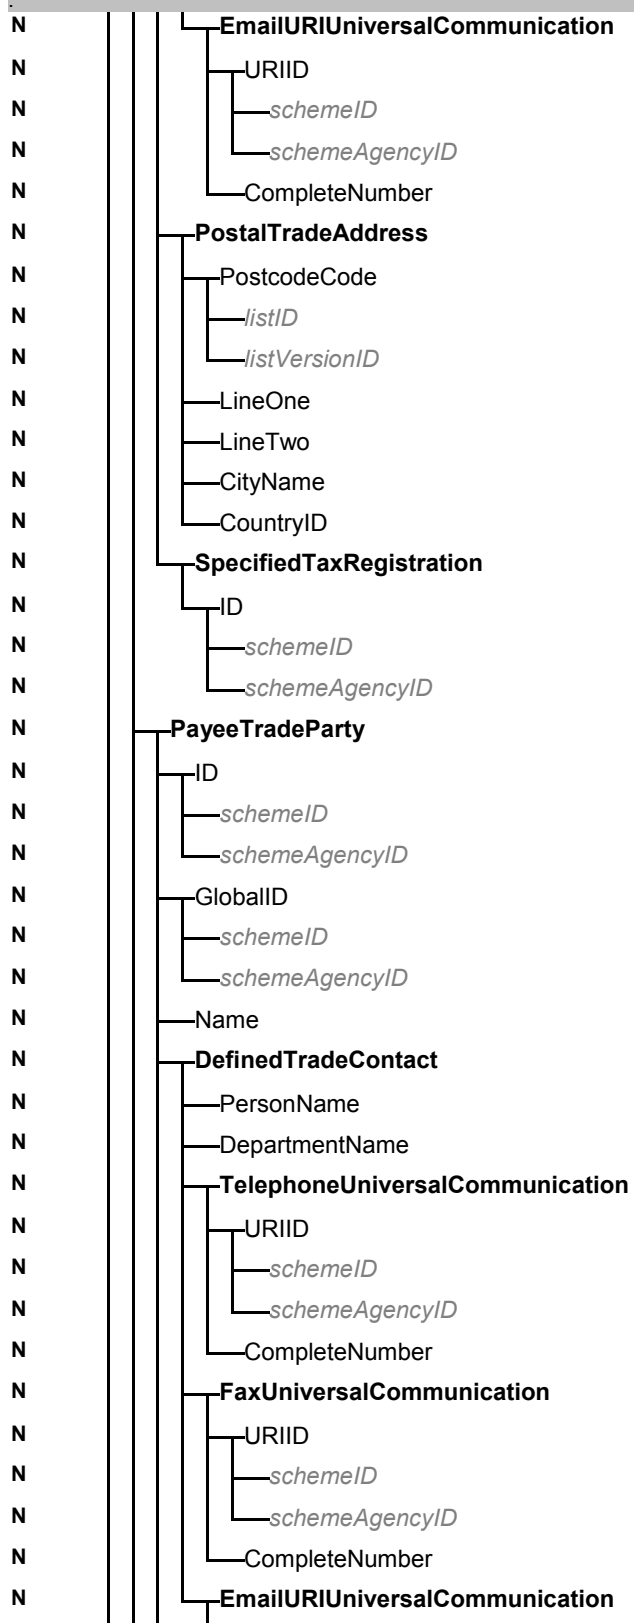 .
N EmailURIUniversalCommunication
N URIID
N schemeID
N schemeAgencyID
N CompleteNumber
N PostalTradeAddress
N PostcodeCode
N listID
N listVersionID
N LineOne
N LineTwo
N CityName
N CountryID
N SpecifiedTaxRegistration
N ID
N schemeID
N schemeAgencyID
N PayeeTradeParty
N ID
N schemeID
N schemeAgencyID
N GlobalID
N schemeID
N schemeAgencyID
N Name
N DefinedTradeContact
N PersonName
N DepartmentName
N TelephoneUniversalCommunication
N URIID
N schemeID
N schemeAgencyID
N CompleteNumber
N FaxUniversalCommunication
N URIID
N schemeID
N schemeAgencyID
N CompleteNumber
N EmailURIUniversalCommunication